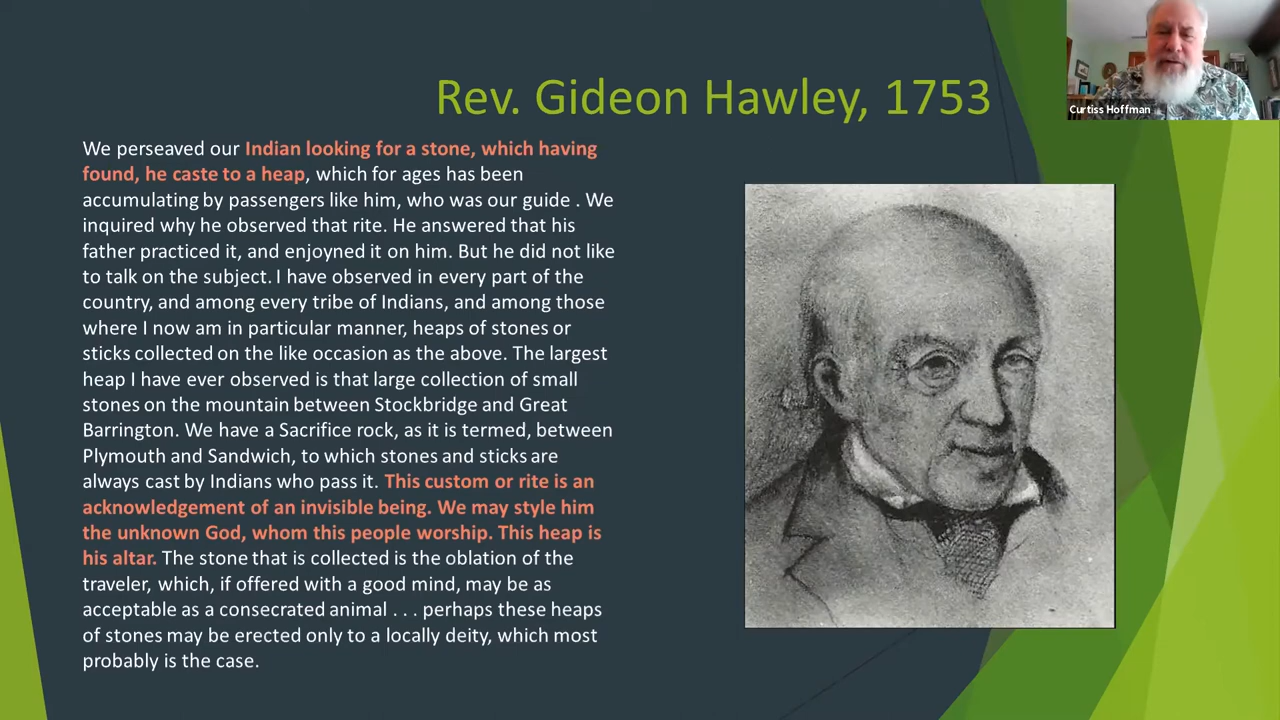 Rev. Gideon Hawley, 1753
Curtiss Hoffman
We perseaved our Indian looking for a stone, which having
found, he caste to a heap, which for ages has been
accumulating by passengers like him, who was our guide . We
inquired why he observed that rite. He answered that his
father practiced it, and enjoyned it on him. But he did not like
to talk on the subject. I have observed in every part of the
country, and among every tribe of Indians, and among those
where I now am in particular manner, heaps of stones or
sticks collected on the like occasion as the above. The largest
heap I have ever observed is that large collection of small
stones on the mountain between Stockbridge and Great
Barrington. We have a Sacrifice rock, as it is termed, between
Plymouth and Sandwich, to which stones and sticks are
always cast by Indians who pass it. This custom or rite is an
acknowledgement of an invisible being. We may style him
the unknown God, whom this people worship. This heap is
his altar. The stone that is collected is the oblation of the
traveler, which, if offered with a good mind, may be as
acceptable as a consecrated animal . . . perhaps these heaps
of stones may be erected only to a locally deity, which most
probably is the case.